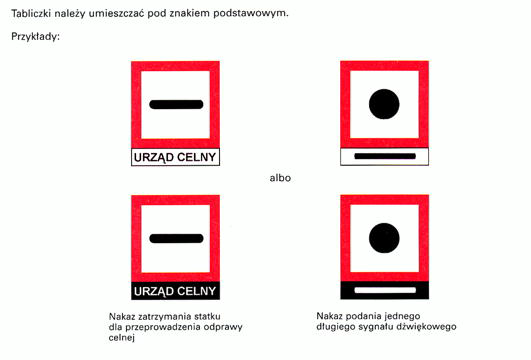 Tabliczki należy umieszczać pod znakiem podstawowym.
Przykłady:
URZĄD CELNY
albo
URZĄD CELNY
Nakaz zatrzymania statku
dla przeprowadzenia odprawy
celnej
Nakaz podania jednego
długiego sygnału dźwiękowego